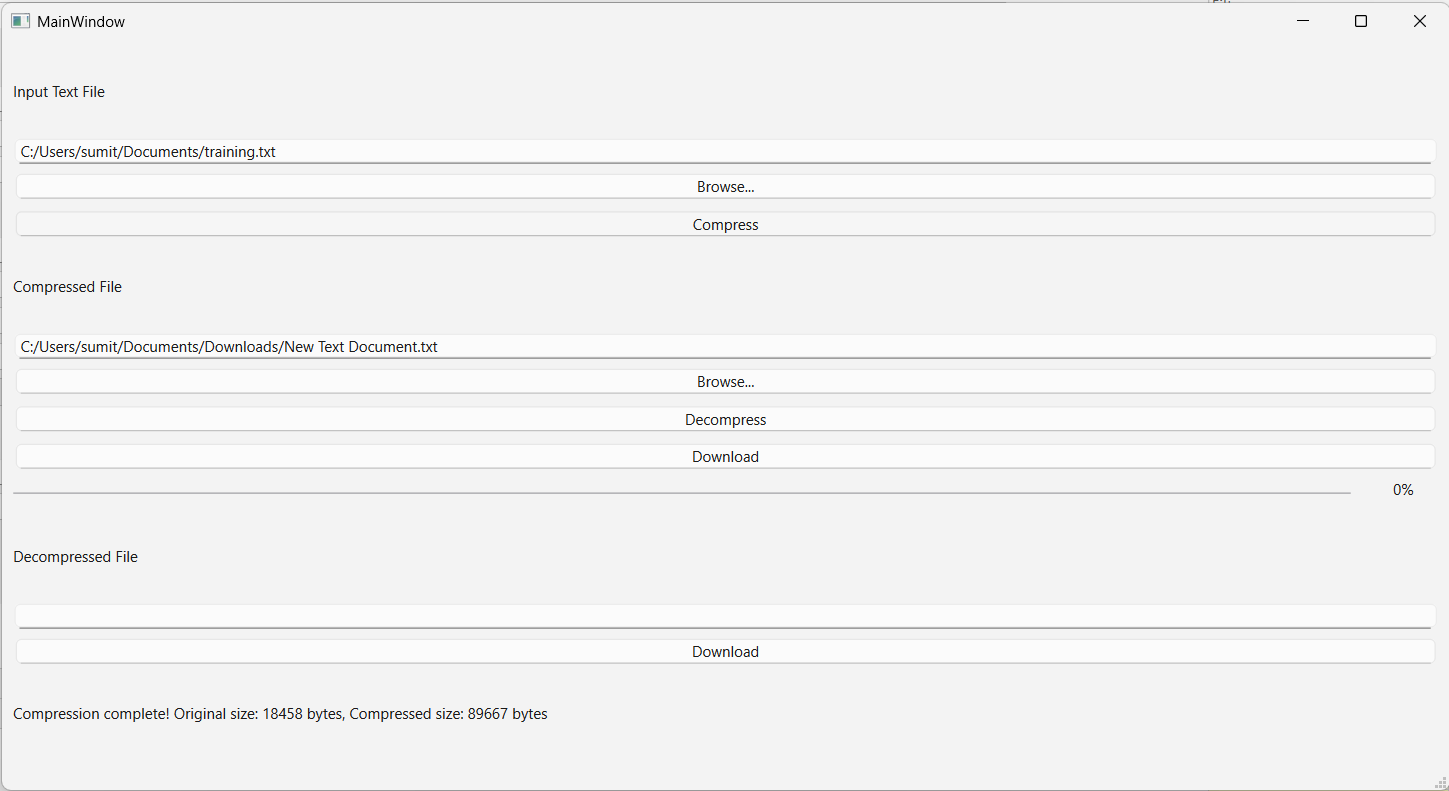 MainWindow
Input Text File
C:/Users/sumit/Documents/training.txt
Browse...
Compress
Compressed File
C:/Users/sumit/Documents/Downloads/New Text Document.txt
Browse...
Decompress
Download
0%
Decompressed File
Download
Compression complete! Original size: 18458 bytes, Compressed size: 89667 bytes